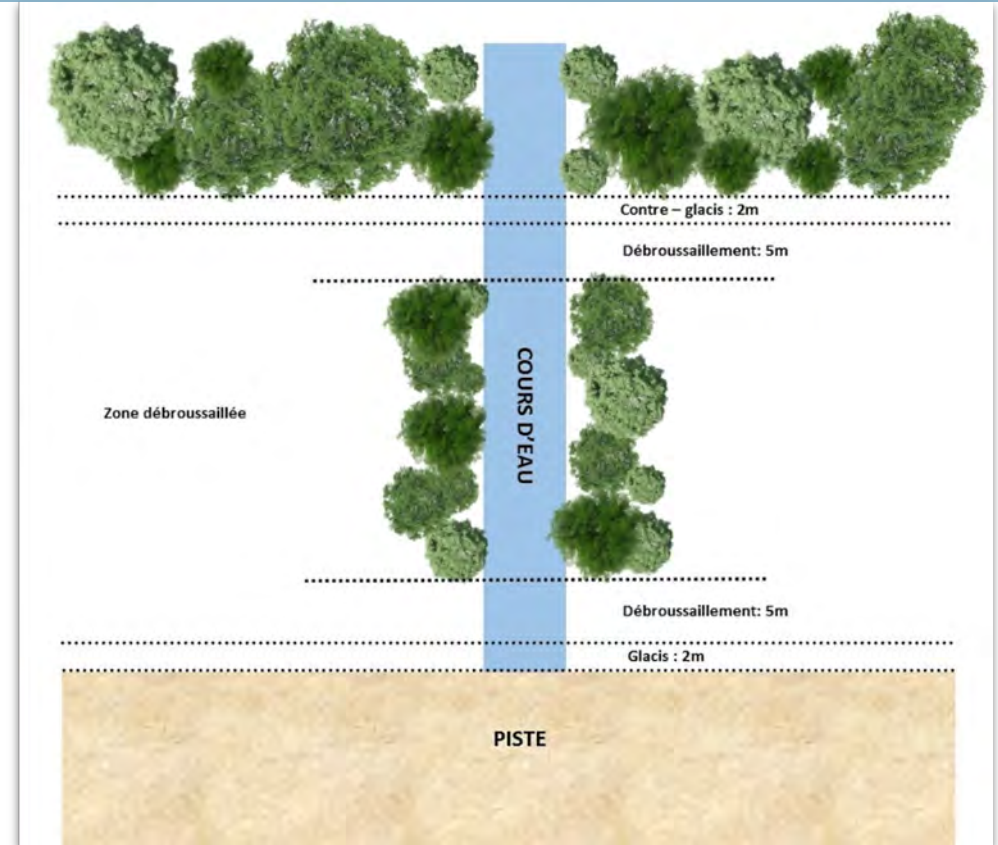 Contre – glacis : 2m
Débroussaillement: 5m
COURS D’EAU
Zone débroussaillée
Débroussaillement: 5m
Glacis : 2m
PISTE